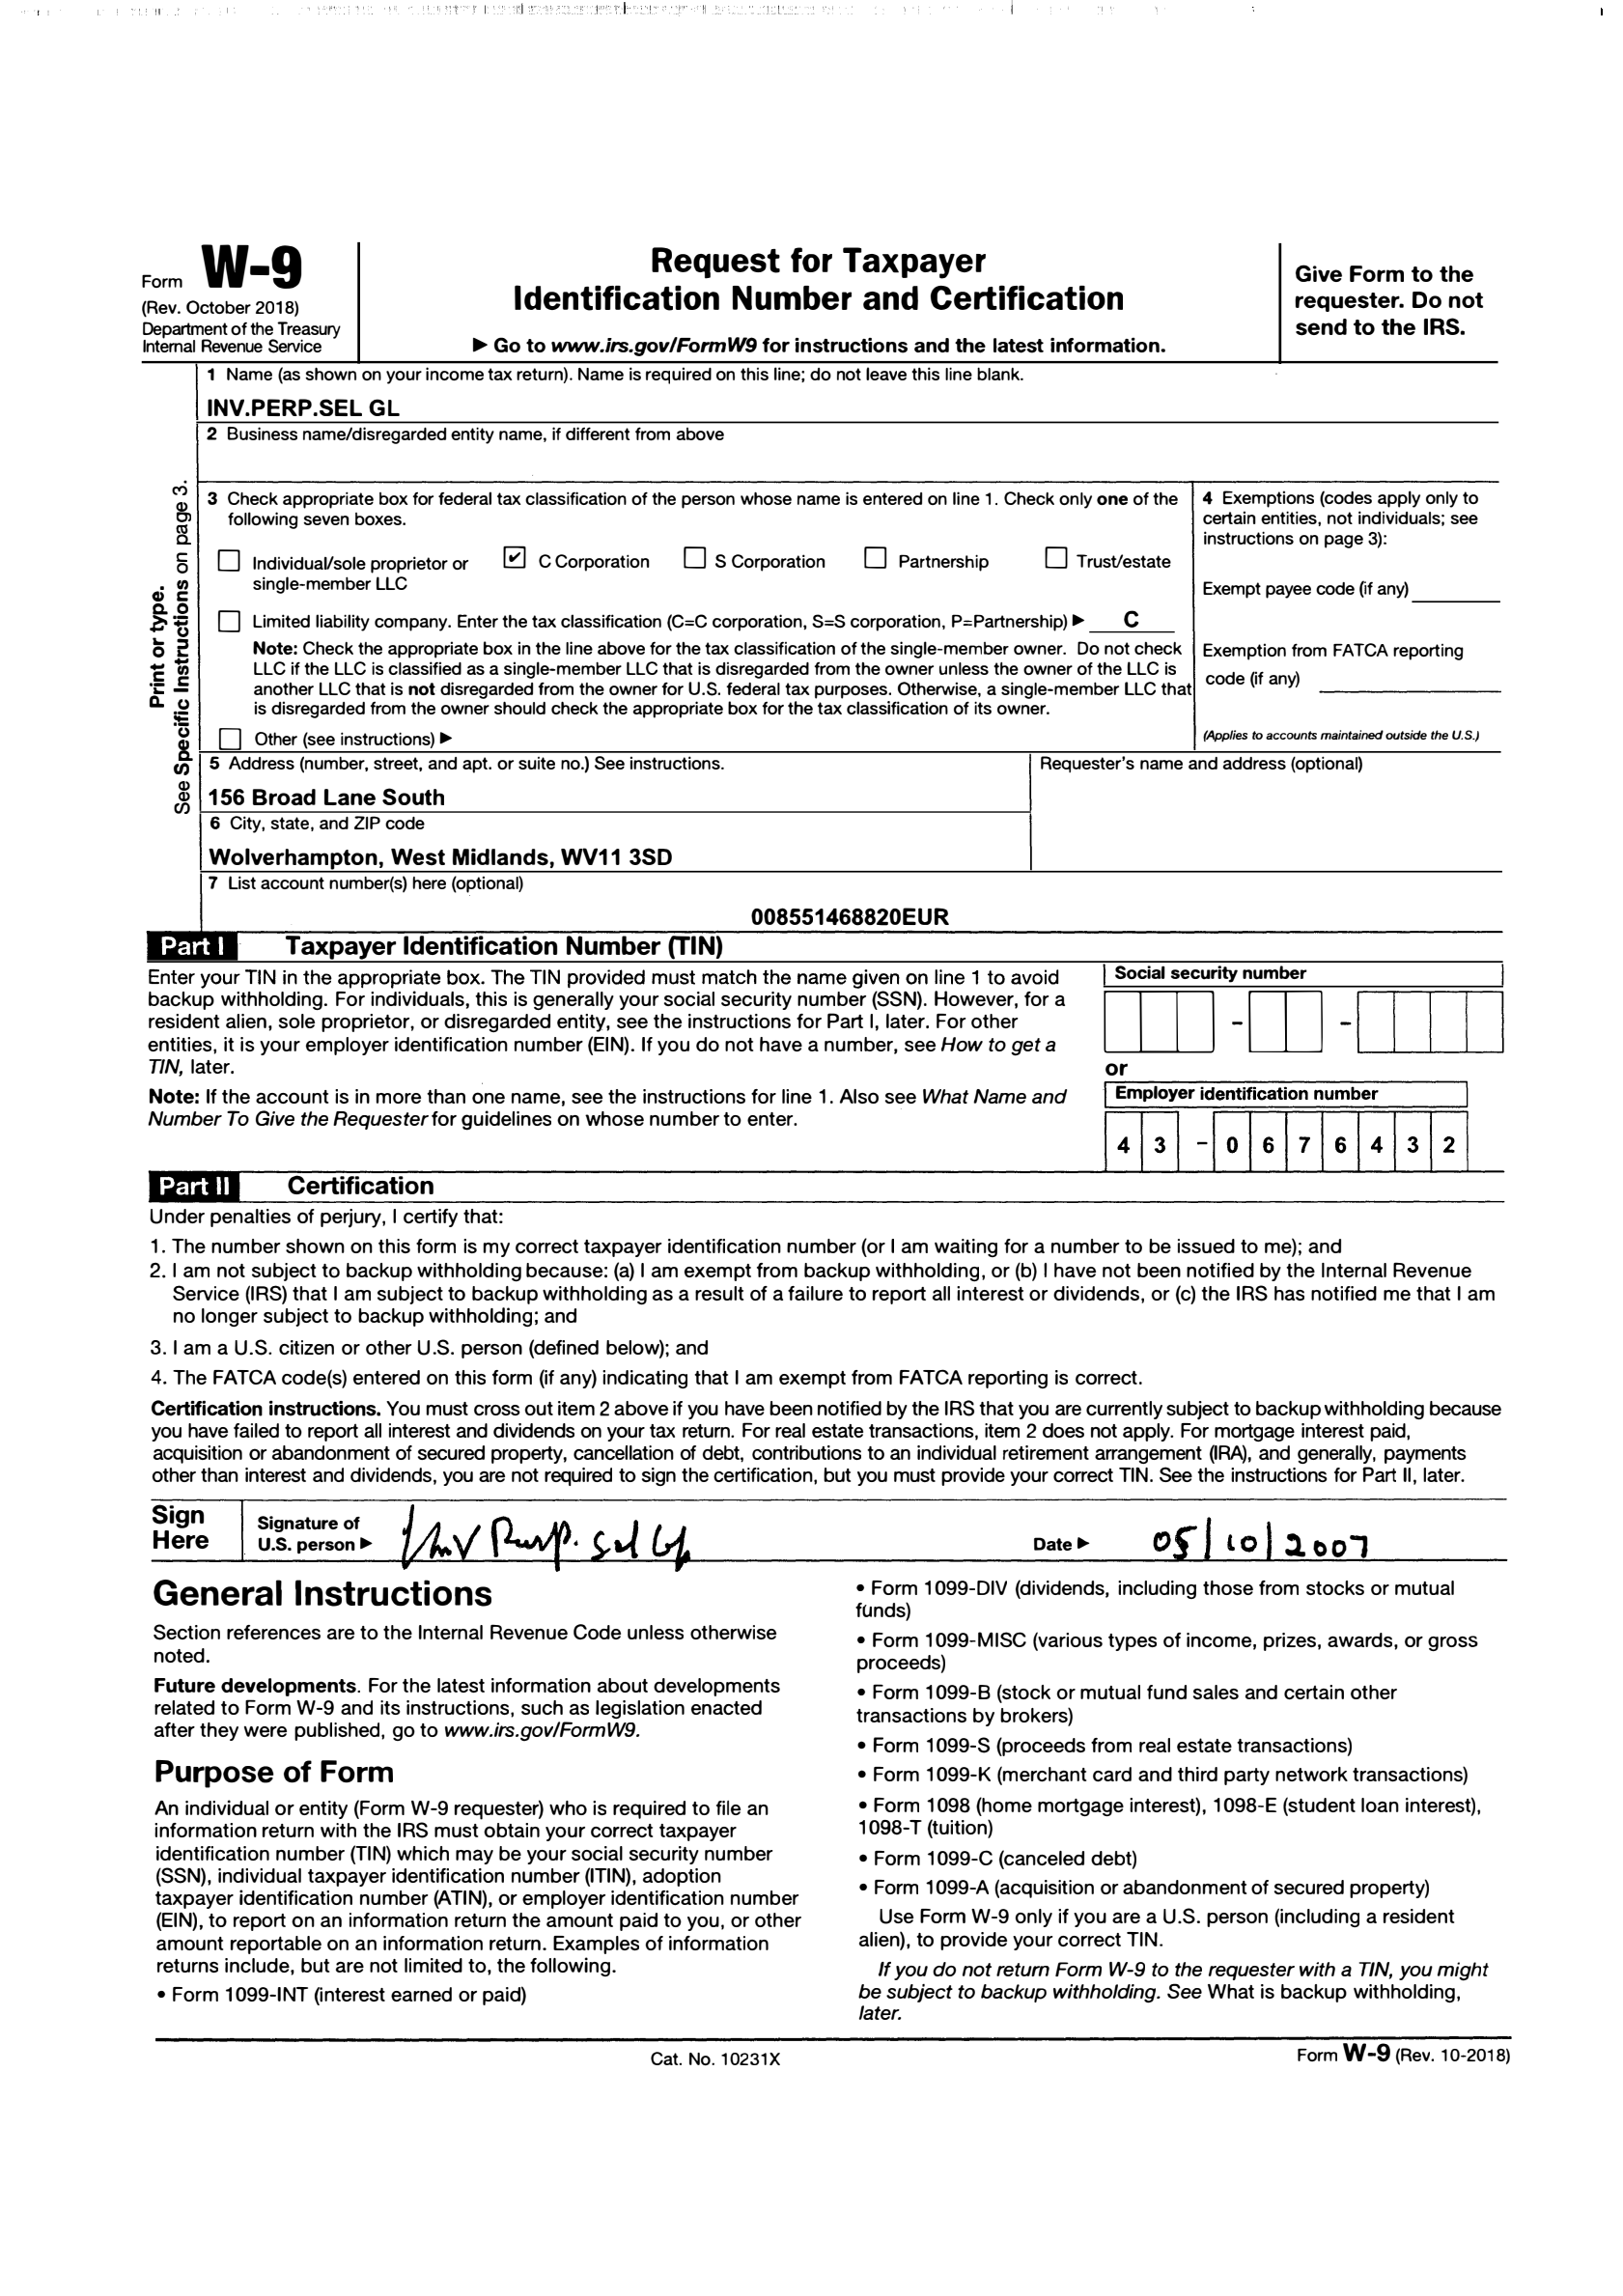 Form W-9
(Rev. October 2018)
Department of the Treasury
Internal Revenue Service
Request for Taxpayer
Identification Number and Certification
▶ Go to www.irs.gov/FormW9 for instructions and the latest information.
Give Form to the
requester. Do not
send to the IRS.
Print or type.
See Specific Instructions on page 3.
1 Name (as shown on your income tax return). Name is required on this line; do not leave this line blank.
INV.PERP.SEL GL
2 Business name/disregarded entity name, if different from above
3 Check appropriate box for federal tax classification of the person whose name is entered on line 1. Check only one of the
following seven boxes.
☐ Individual/sole proprietor or
single-member LLC
☑ C Corporation
☐ S Corporation
☐ Partnership
☐ Trust/estate
☐ Limited liability company. Enter the tax classification (C=C corporation, S=S corporation, P=Partnership) ▶ C
Note: Check the appropriate box in the line above for the tax classification of the single-member owner. Do not check
LLC if the LLC is classified as a single-member LLC that is disregarded from the owner unless the owner of the LLC is
another LLC that is not disregarded from the owner for U.S. federal tax purposes. Otherwise, a single-member LLC that
is disregarded from the owner should check the appropriate box for the tax classification of its owner.
☐ Other (see instructions) ▶
4 Exemptions (codes apply only to
certain entities, not individuals; see
instructions on page 3):
Exempt payee code (if any)
Exemption from FATCA reporting
code (if any)
(Applies to accounts maintained outside the U.S.)
5 Address (number, street, and apt. or suite no.) See instructions.
156 Broad Lane South
Requester's name and address (optional)
6 City, state, and ZIP code
Wolverhampton, West Midlands, WV11 3SD
7 List account number(s) here (optional)
008551468820EUR
Part I Taxpayer Identification Number (TIN)
Enter your TIN in the appropriate box. The TIN provided must match the name given on line 1 to avoid
backup withholding. For individuals, this is generally your social security number (SSN). However, for a
resident alien, sole proprietor, or disregarded entity, see the instructions for Part I, later. For other
entities, it is your employer identification number (EIN). If you do not have a number, see How to get a
TIN, later.
Note: If the account is in more than one name, see the instructions for line 1. Also see What Name and
Number To Give the Requester for guidelines on whose number to enter.
Social security number
– –
or
Employer identification number
4 3 – 0 6 7 6 4 3 2
Part II Certification
Under penalties of perjury, I certify that:
1. The number shown on this form is my correct taxpayer identification number (or I am waiting for a number to be issued to me); and
2. I am not subject to backup withholding because: (a) I am exempt from backup withholding, or (b) I have not been notified by the Internal Revenue
Service (IRS) that I am subject to backup withholding as a result of a failure to report all interest or dividends, or (c) the IRS has notified me that I am
no longer subject to backup withholding; and
3. I am a U.S. citizen or other U.S. person (defined below); and
4. The FATCA code(s) entered on this form (if any) indicating that I am exempt from FATCA reporting is correct.
Certification instructions. You must cross out item 2 above if you have been notified by the IRS that you are currently subject to backup withholding because
you have failed to report all interest and dividends on your tax return. For real estate transactions, item 2 does not apply. For mortgage interest paid,
acquisition or abandonment of secured property, cancellation of debt, contributions to an individual retirement arrangement (IRA), and generally, payments
other than interest and dividends, you are not required to sign the certification, but you must provide your correct TIN. See the instructions for Part II, later.
Sign
Here
Signature of
U.S. person ▶
Date ▶ 05/10/2007
General Instructions
Section references are to the Internal Revenue Code unless otherwise
noted.
Future developments. For the latest information about developments
related to Form W-9 and its instructions, such as legislation enacted
after they were published, go to www.irs.gov/FormW9.
Purpose of Form
An individual or entity (Form W-9 requester) who is required to file an
information return with the IRS must obtain your correct taxpayer
identification number (TIN) which may be your social security number
(SSN), individual taxpayer identification number (ITIN), adoption
taxpayer identification number (ATIN), or employer identification number
(EIN), to report on an information return the amount paid to you, or other
amount reportable on an information return. Examples of information
returns include, but are not limited to, the following.
• Form 1099-INT (interest earned or paid)
• Form 1099-DIV (dividends, including those from stocks or mutual
funds)
• Form 1099-MISC (various types of income, prizes, awards, or gross
proceeds)
• Form 1099-B (stock or mutual fund sales and certain other
transactions by brokers)
• Form 1099-S (proceeds from real estate transactions)
• Form 1099-K (merchant card and third party network transactions)
• Form 1098 (home mortgage interest), 1098-E (student loan interest),
1098-T (tuition)
• Form 1099-C (canceled debt)
• Form 1099-A (acquisition or abandonment of secured property)
Use Form W-9 only if you are a U.S. person (including a resident
alien), to provide your correct TIN.
If you do not return Form W-9 to the requester with a TIN, you might
be subject to backup withholding. See What is backup withholding,
later.
Cat. No. 10231X
Form W-9 (Rev. 10-2018)